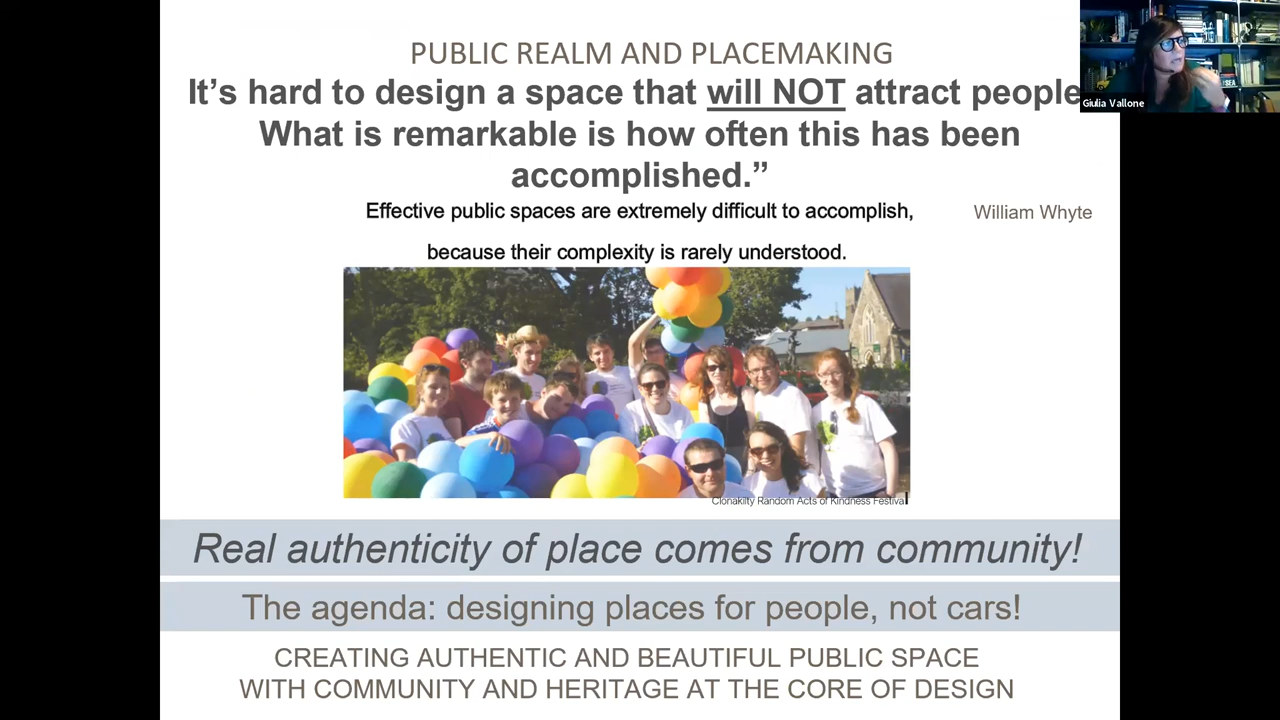 PUBLIC REALM AND PLACEMAKING
It’s hard to design a space that will NOT attract people
What is remarkable is how often this has been
accomplished.”
Effective public spaces are extremely difficult to accomplish,
William Whyte
because their complexity is rarely understood.
Clonakilty Random Acts of Kindness Festival
Real authenticity of place comes from community!
The agenda: designing places for people, not cars!
CREATING AUTHENTIC AND BEAUTIFUL PUBLIC SPACE
WITH COMMUNITY AND HERITAGE AT THE CORE OF DESIGN
Giulia Vallone